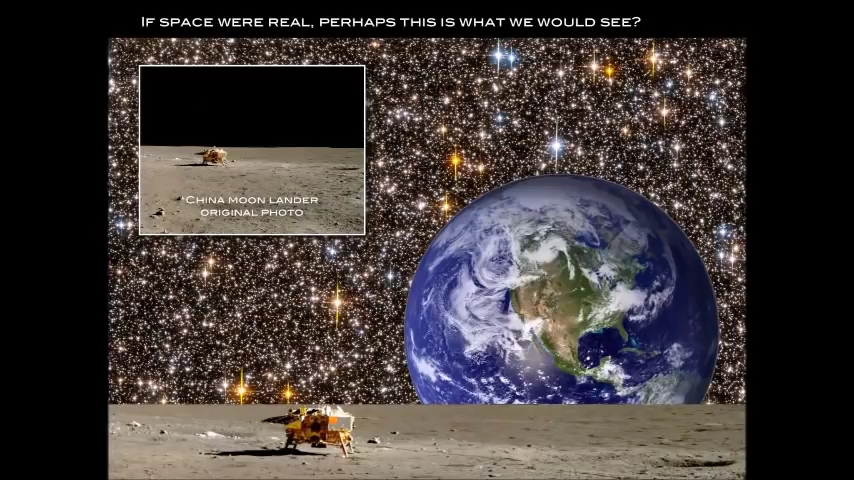 If space were real, perhaps this is what we would see?
*China moon lander
original photo